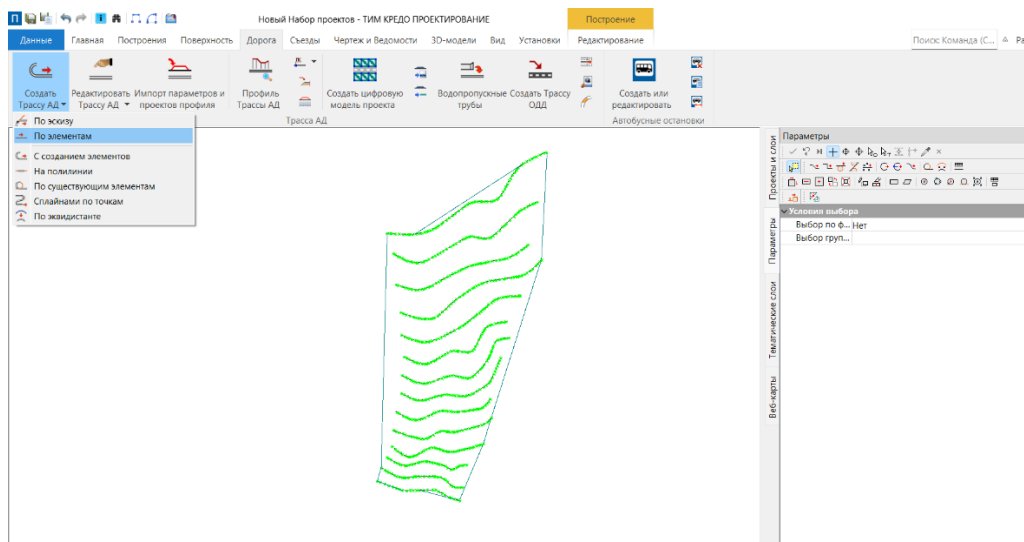 Новый Набор проектов - ТИМ КРЕДО ПРОЕКТИРОВАНИЕ
Построение
Данные Главная Построения Поверхность Дорога Съезды Чертеж и Ведомости 3D-модели Вид Установки Редактирование
Поиск: Команда (С...
Создать Трассу АД
Редактировать Трассу АД
Импорт параметров и проектов профиля
Профиль Трассы АД
Создать цифровую модель проекта
Водопропускные трубы
Создать Трассу ОДД
Создать или редактировать
Трасса АД
Автобусные остановки
По эскизу
По элементам
С созданием элементов
На полилинии
По существующим элементам
Сплайнами по точкам
По эквидистанте
Проекты и слои
Параметры
Тематические слои
Веб-карты
Параметры
Условия выбора
Выбор по ф... Нет
Выбор груп...